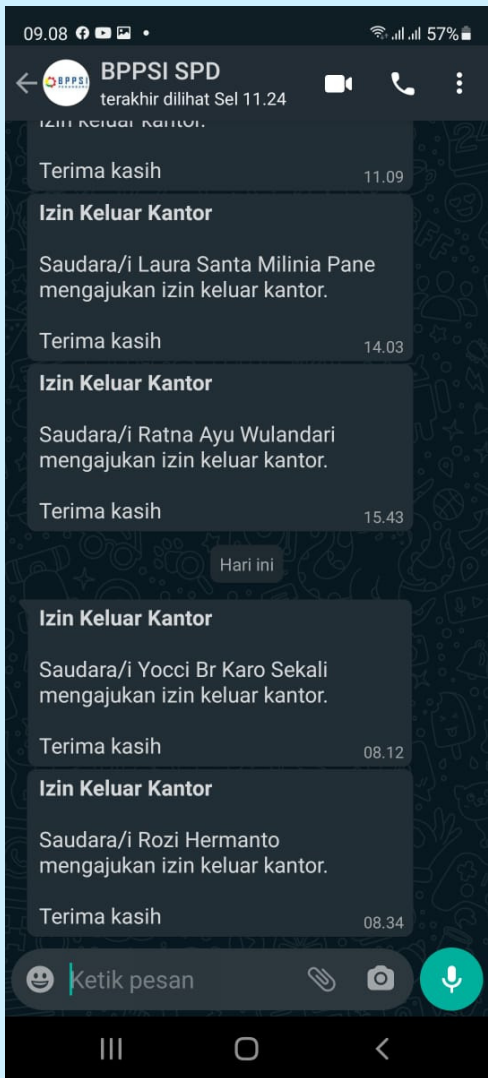 09.08 57%
BPPSI SPD
BPPSI
terakhir dilihat Sel 11.24
izin keluar kantor.
Terima kasih 11.09
Izin Keluar Kantor
Saudara/i Laura Santa Milinia Pane
mengajukan izin keluar kantor.
Terima kasih 14.03
Izin Keluar Kantor
Saudara/i Ratna Ayu Wulandari
mengajukan izin keluar kantor.
Terima kasih 15.43
Hari ini
Izin Keluar Kantor
Saudara/i Yocci Br Karo Sekali
mengajukan izin keluar kantor.
Terima kasih 08.12
Izin Keluar Kantor
Saudara/i Rozi Hermanto
mengajukan izin keluar kantor.
Terima kasih 08.34
Ketik pesan